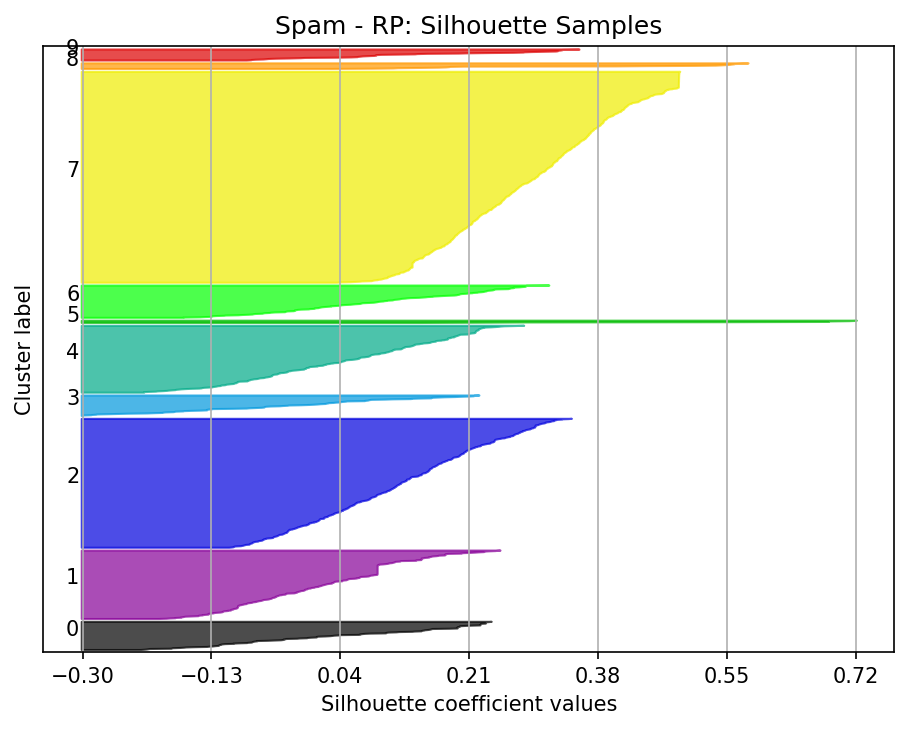 Spam - RP: Silhouette Samples
9
8
7
6
5
4
3
2
1
0
Cluster label
−0.30 −0.13 0.04 0.21 0.38 0.55 0.72
Silhouette coefficient values